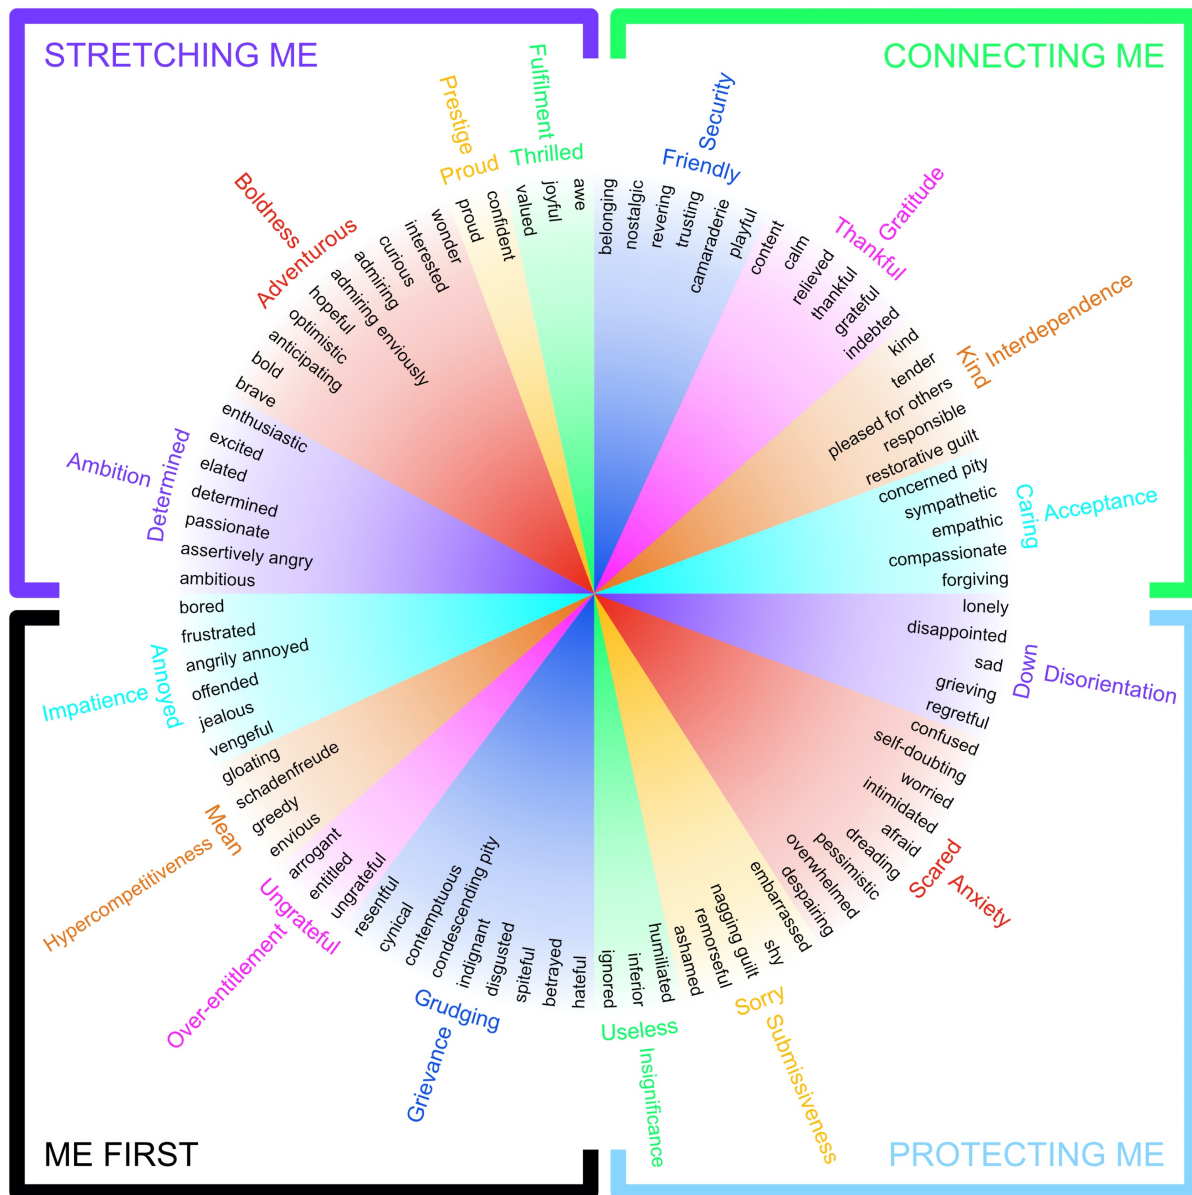 STRETCHING ME
CONNECTING ME
Fulfilment
Thrilled
Prestige
Proud
Boldness
Adventurous
Ambition
Determined
awe
joyful
valued
confident
proud
wonder
interested
curious
admiring
admiring enviously
hopeful
optimistic
anticipating
bold
brave
enthusiastic
excited
elated
determined
passionate
assertively angry
ambitious
Security
Friendly
Gratitude
Thankful
Interdependence
Kind
Acceptance
Caring
belonging
nostalgic
revering
trusting
camaraderie
playful
content
calm
relieved
thankful
grateful
indebted
kind
tender
pleased for others
responsible
restorative guilt
concerned pity
sympathetic
empathic
compassionate
forgiving
lonely
disappointed
sad
grieving
regretful
confused
self-doubting
worried
intimidated
afraid
dreading
pessimistic
overwhelmed
despairing
embarrassed
shy
nagging guilt
remorseful
ashamed
humiliated
inferior
ignored
Down
Disorientation
Scared
Anxiety
Sorry
Submissiveness
Useless
Insignificance
bored
frustrated
angrily annoyed
offended
jealous
vengeful
gloating
schadenfreude
greedy
envious
arrogant
entitled
ungrateful
resentful
cynical
contemptuous
condescending pity
indignant
disgusted
spiteful
betrayed
hateful
Annoyed
Impatience
Mean
Hypercompetitiveness
Ungrateful
Over-entitlement
Grudging
Grievance
ME FIRST
PROTECTING ME